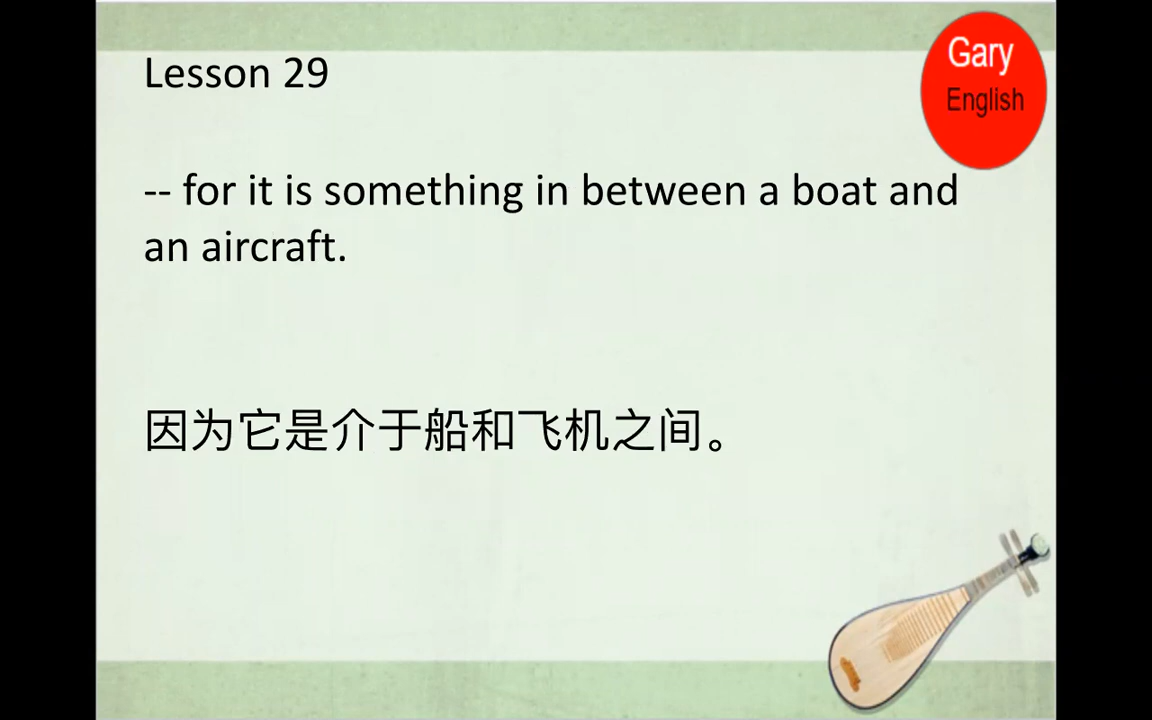 Lesson 29
Gary
English
-- for it is something in between a boat and
an aircraft.
因为它是介于船和飞机之间。